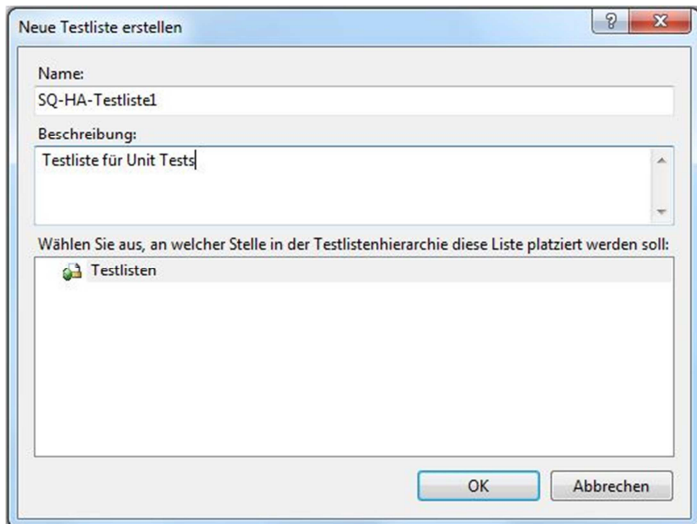 Neue Testliste erstellen
Name:
SQ-HA-Testliste1
Beschreibung:
Testliste für Unit Tests
Wählen Sie aus, an welcher Stelle in der Testlistenhierarchie diese Liste platziert werden soll:
Testlisten
OK
Abbrechen